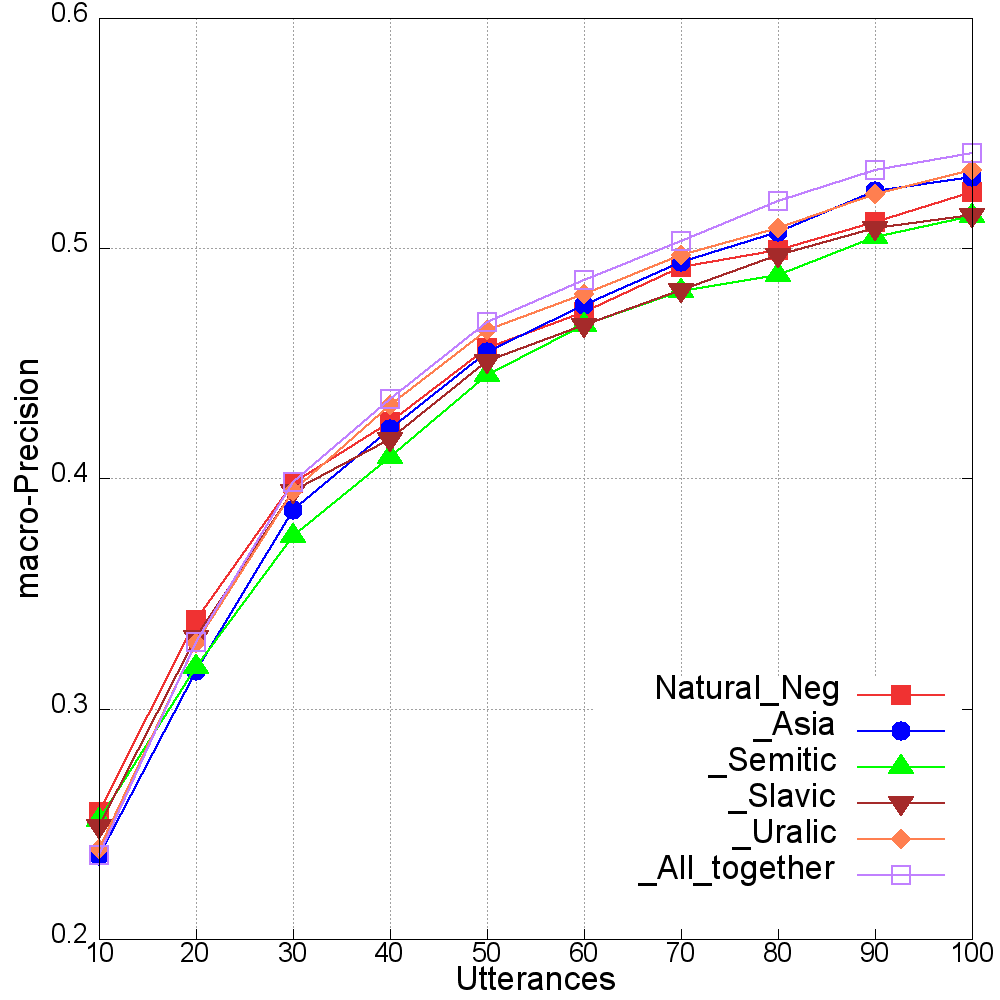 0.6
0.5
0.4
0.3
0.2
macro-Precision
Natural_Neg
_Asia
_Semitic
_Slavic
_Uralic
_All_together
10 20 30 40 50 60 70 80 90 100
Utterances